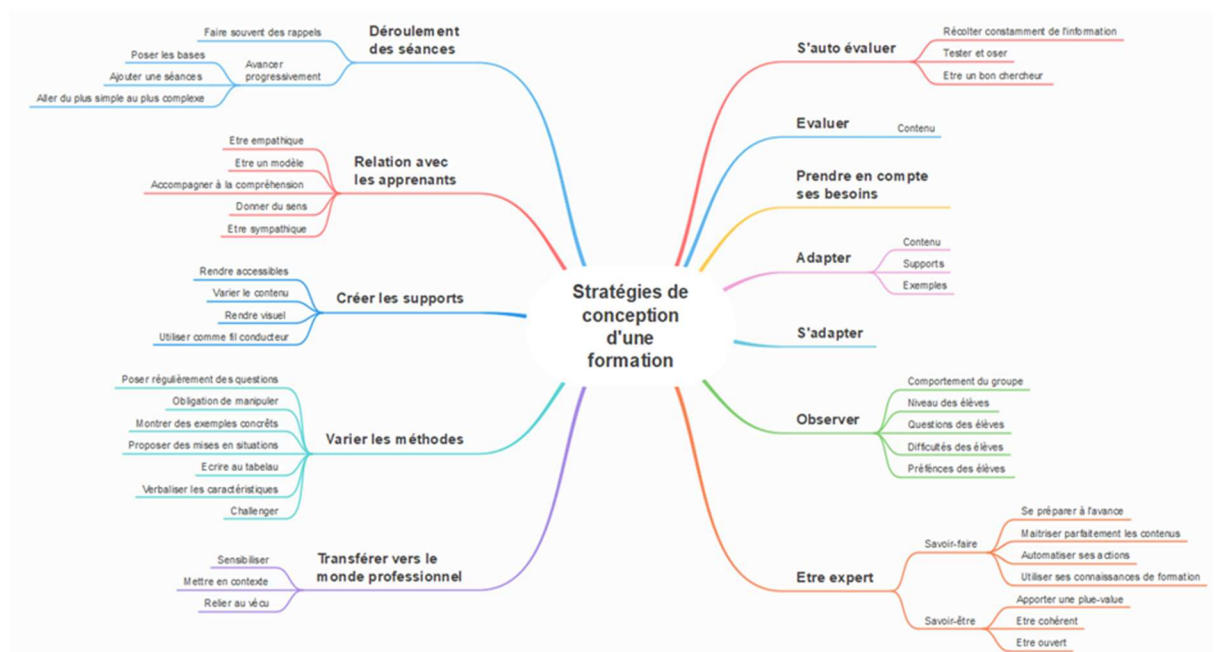 Stratégies de
conception
d'une
formation
Déroulement
des séances
Faire souvent des rappels
Avancer
progressivement
Poser les bases
Ajouter une séances
Aller du plus simple au plus complexe
Relation avec
les apprenants
Etre empathique
Etre un modèle
Accompagner à la compréhension
Donner du sens
Etre sympathique
Créer les supports
Rendre accessibles
Varier le contenu
Rendre visuel
Utiliser comme fil conducteur
Varier les méthodes
Poser régulièrement des questions
Obligation de manipuler
Montrer des exemples concrêts
Proposer des mises en situations
Ecrire au tabelau
Verbaliser les caractéristiques
Challenger
Transférer vers le
monde professionnel
Sensibiliser
Mettre en contexte
Relier au vécu
S'auto évaluer
Récolter constamment de l'information
Tester et oser
Etre un bon chercheur
Evaluer
Contenu
Prendre en compte
ses besoins
Adapter
Contenu
Supports
Exemples
S'adapter
Observer
Comportement du groupe
Niveau des élèves
Questions des élèves
Difficultés des élèves
Préfénces des élèves
Etre expert
Savoir-faire
Se préparer à l'avance
Maitriser parfaitement les contenus
Automatiser ses actions
Utiliser ses connaissances de formation
Savoir-être
Apporter une plue-value
Etre cohérent
Etre ouvert